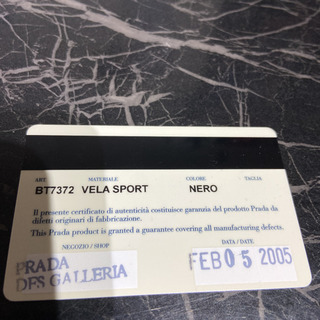 ART. MATERIALE COLORE TAGLIA
BT7372 VELA SPORT NERO
Il presente certificato di autenticità costituisce garanzia del prodotto Prada da
difetti originari di fabbricazione.
This Prada product is granted a guarantee covering all manufacturing defects.
NEGOZIO / SHOP DATA / DATE
PRADA FEB 05 2005
DFS GALLERIA